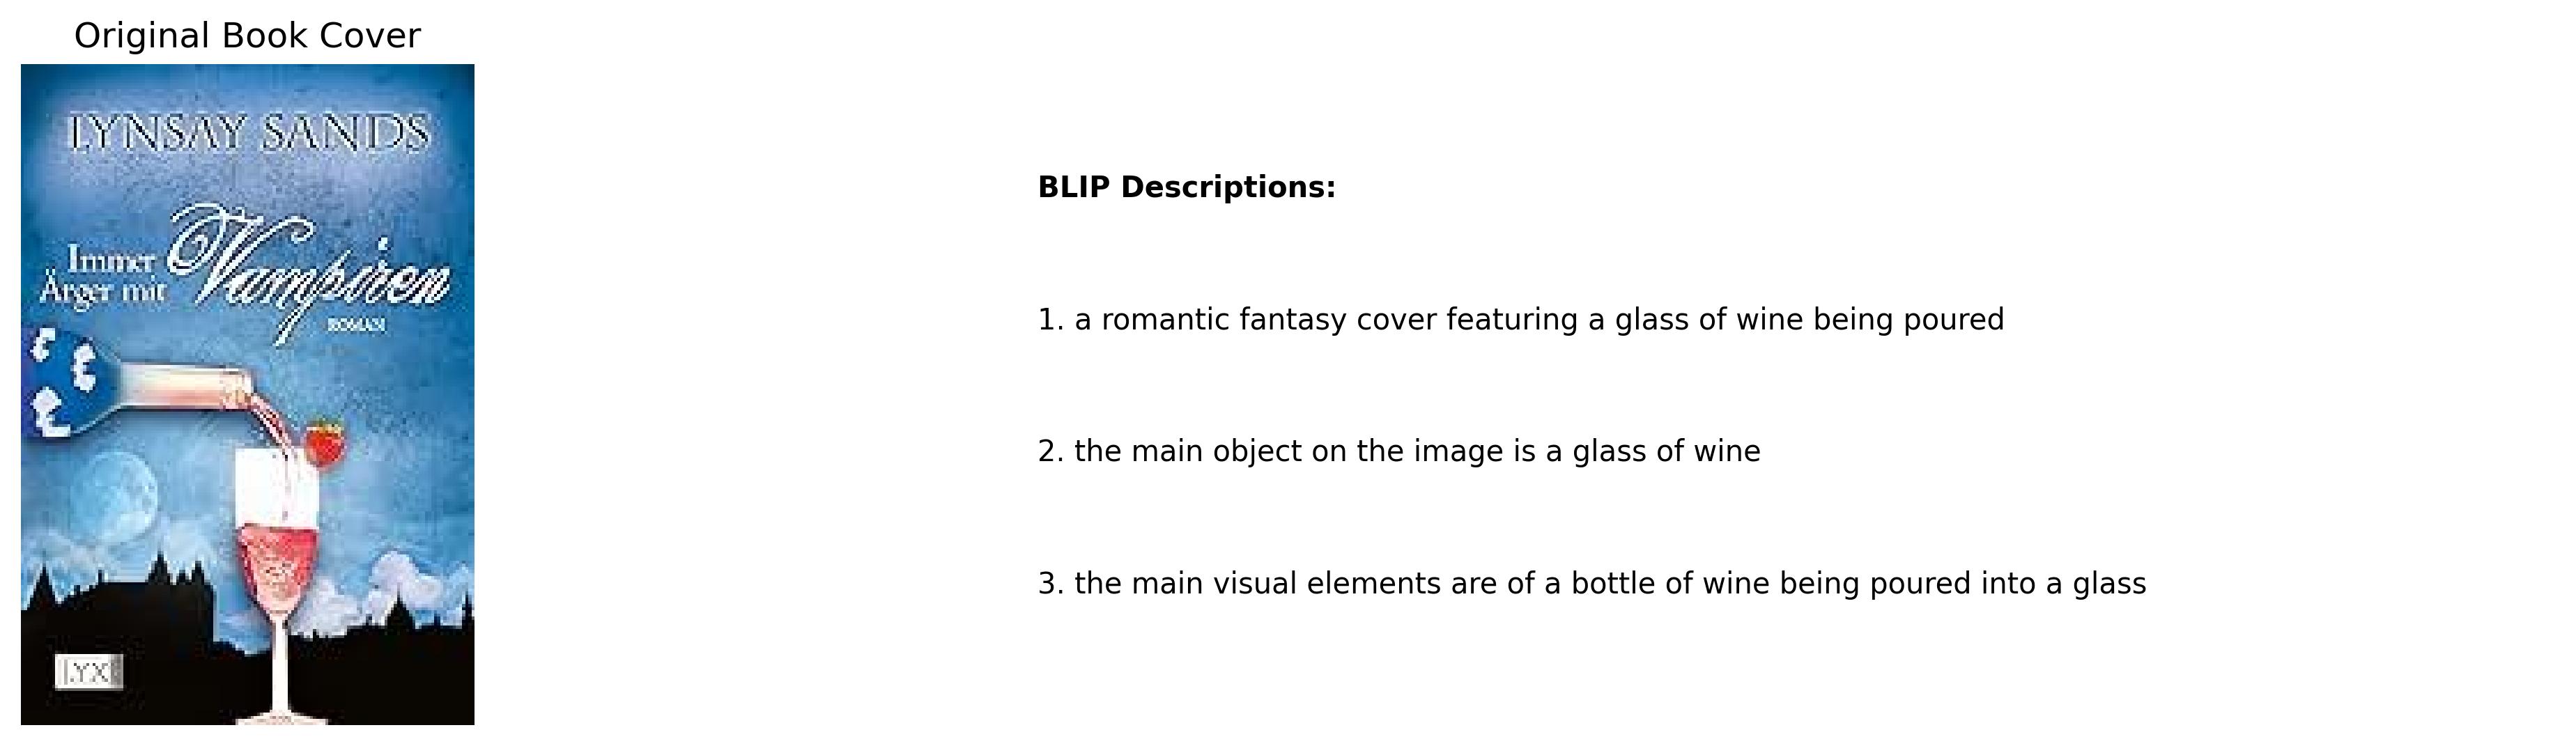 Original Book Cover
LYNSAY SANDS
Immer
Ärger mit
Vampiren
ROMAN
LYX
BLIP Descriptions:
1. a romantic fantasy cover featuring a glass of wine being poured
2. the main object on the image is a glass of wine
3. the main visual elements are of a bottle of wine being poured into a glass